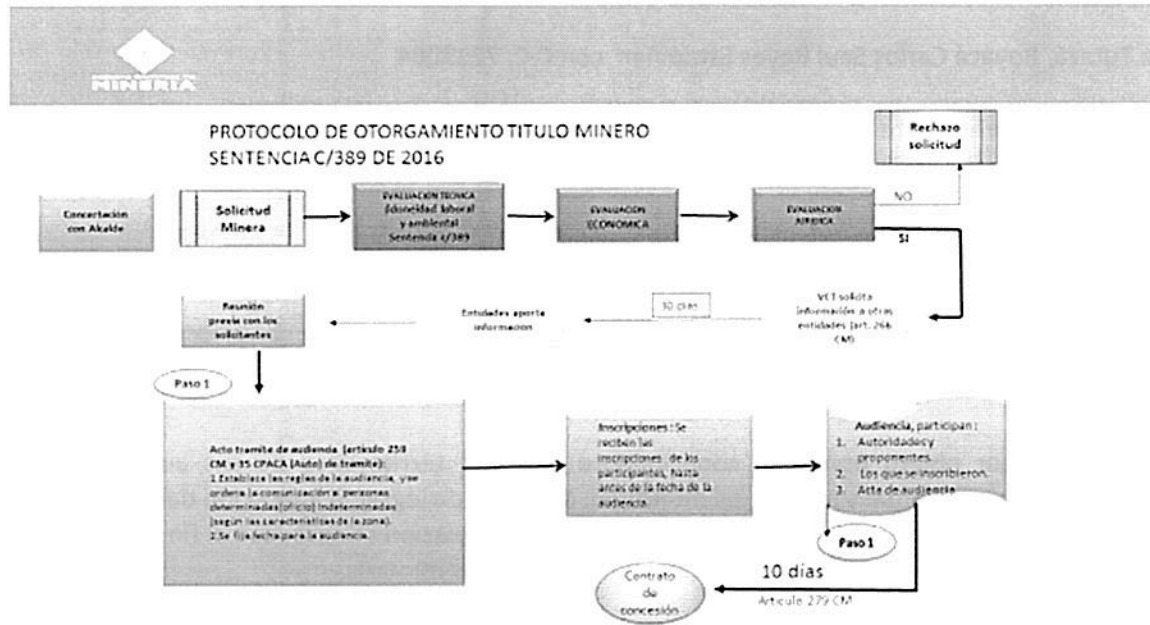 MINERIA
PROTOCOLO DE OTORGAMIENTO TITULO MINERO
SENTENCIA C/389 DE 2016
Rechazo
solicitud
Concertación
con Alcalde
Solicitud
Minera
EVALUACION TECNICA
(Idoneidad laboral
y ambiental
Sentencia c/389
EVALUACION
ECONOMICA
EVALUACION
JURIDICA
NO
SI
Reunión
previa con los
solicitantes
Entidades aporta
información
30 días
VCT solicita
información a otras
entidades (art. 266
CM)
Paso 1
Acto tramite de audiencia (artículo 259
CM y 35 CPACA (Auto) de tramite):
1.Establece las reglas de la audiencia, y se
ordena la comunicación a personas
determinadas(oficio) indeterminadas
(según las características de la zona).
2.Se fija fecha para la audiencia.
Inscripciones: Se
reciben las
inscripciones de los
participantes, hasta
antes de la fecha de la
audiencia.
Audiencia, participan:
1. Autoridades y
proponentes.
2. Los que se inscribieron.
3. Acta de audiencia
Paso 1
10 días
Articulo 279 CM
Contrato
de
concesión